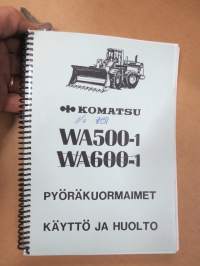 KOMATSU
WA500-1
WA600-1
PYÖRÄKUORMAIMET
KÄYTTÖ JA HUOLTO